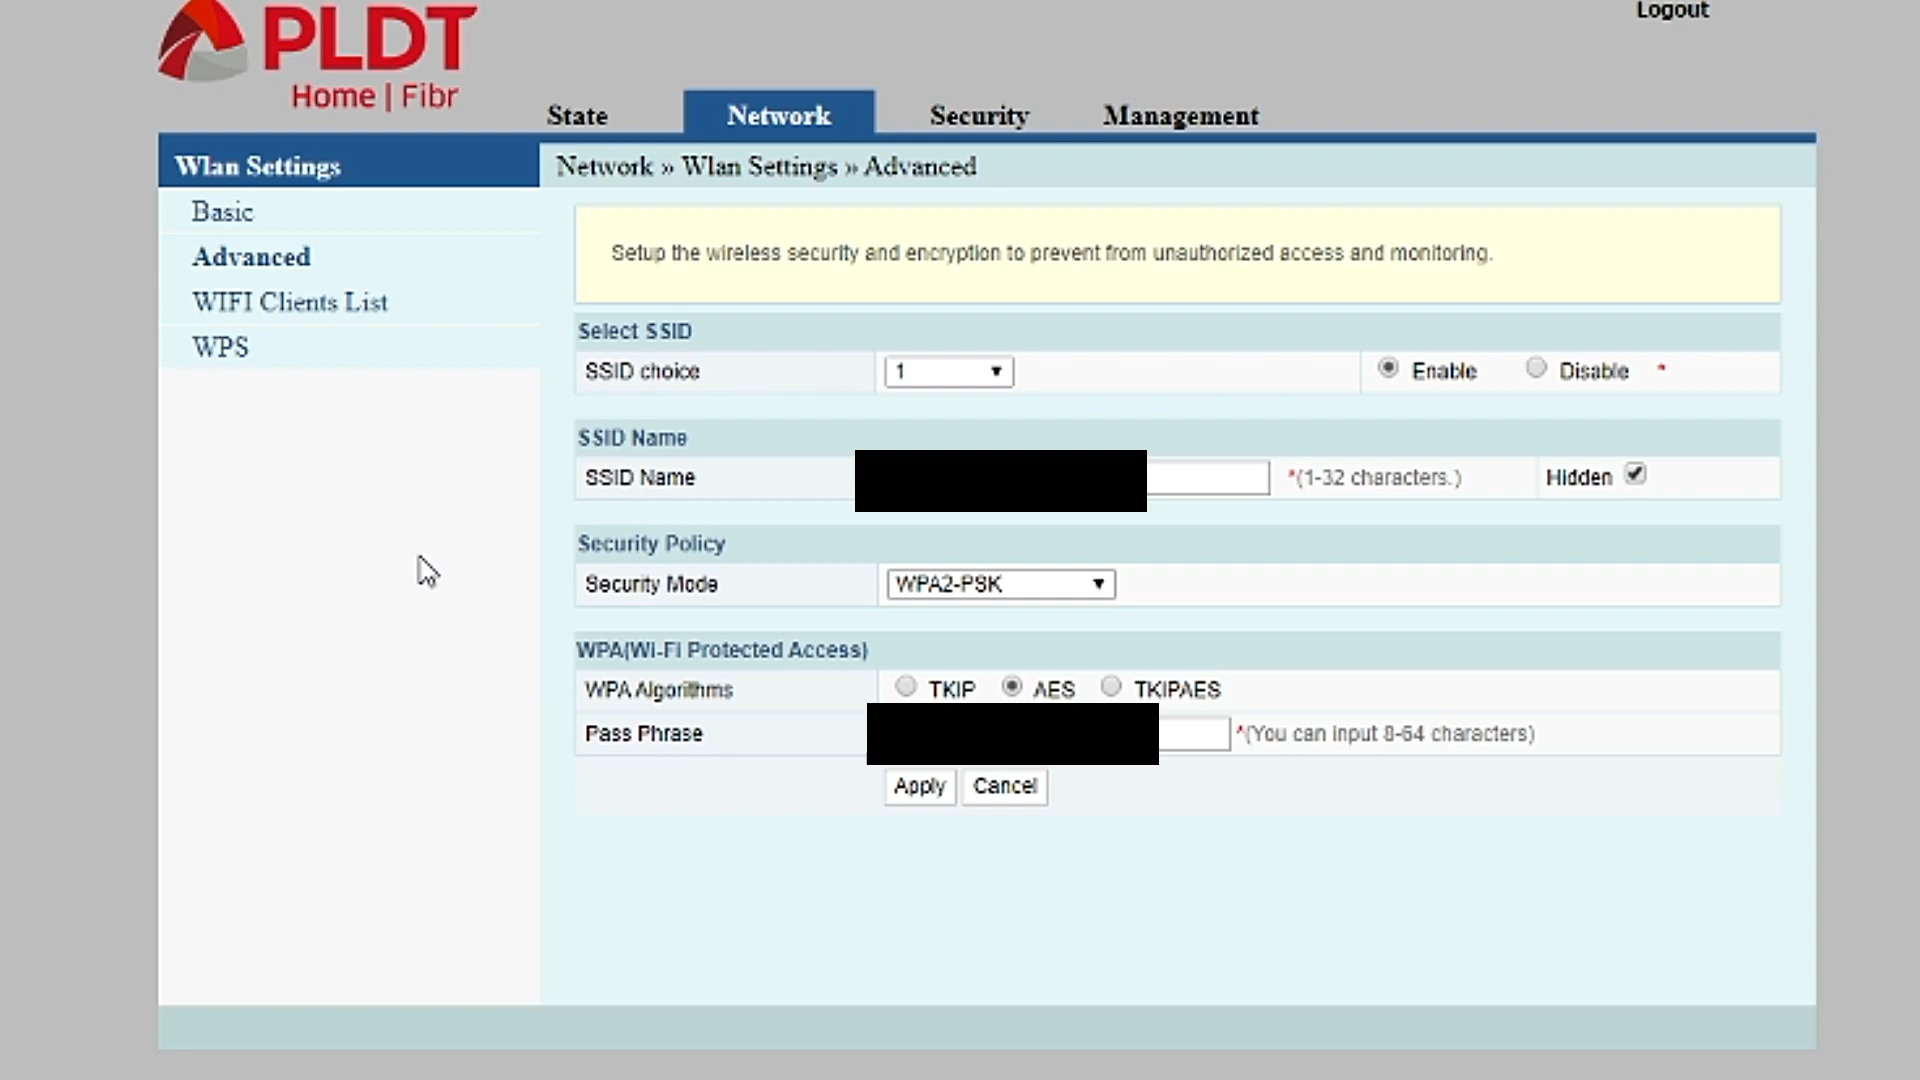 Logout
PLDT
Home | Fibr
State Network Security Management
Wlan Settings
Network » Wlan Settings » Advanced
Basic
Advanced
WIFI Clients List
WPS
Setup the wireless security and encryption to prevent from unauthorized access and monitoring.
Select SSID
SSID choice 1 Enable Disable *
SSID Name
SSID Name *(1-32 characters.) Hidden
Security Policy
Security Mode WPA2-PSK
WPA(Wi-Fi Protected Access)
WPA Algorithms TKIP AES TKIPAES
Pass Phrase *(You can input 8-64 characters)
Apply Cancel